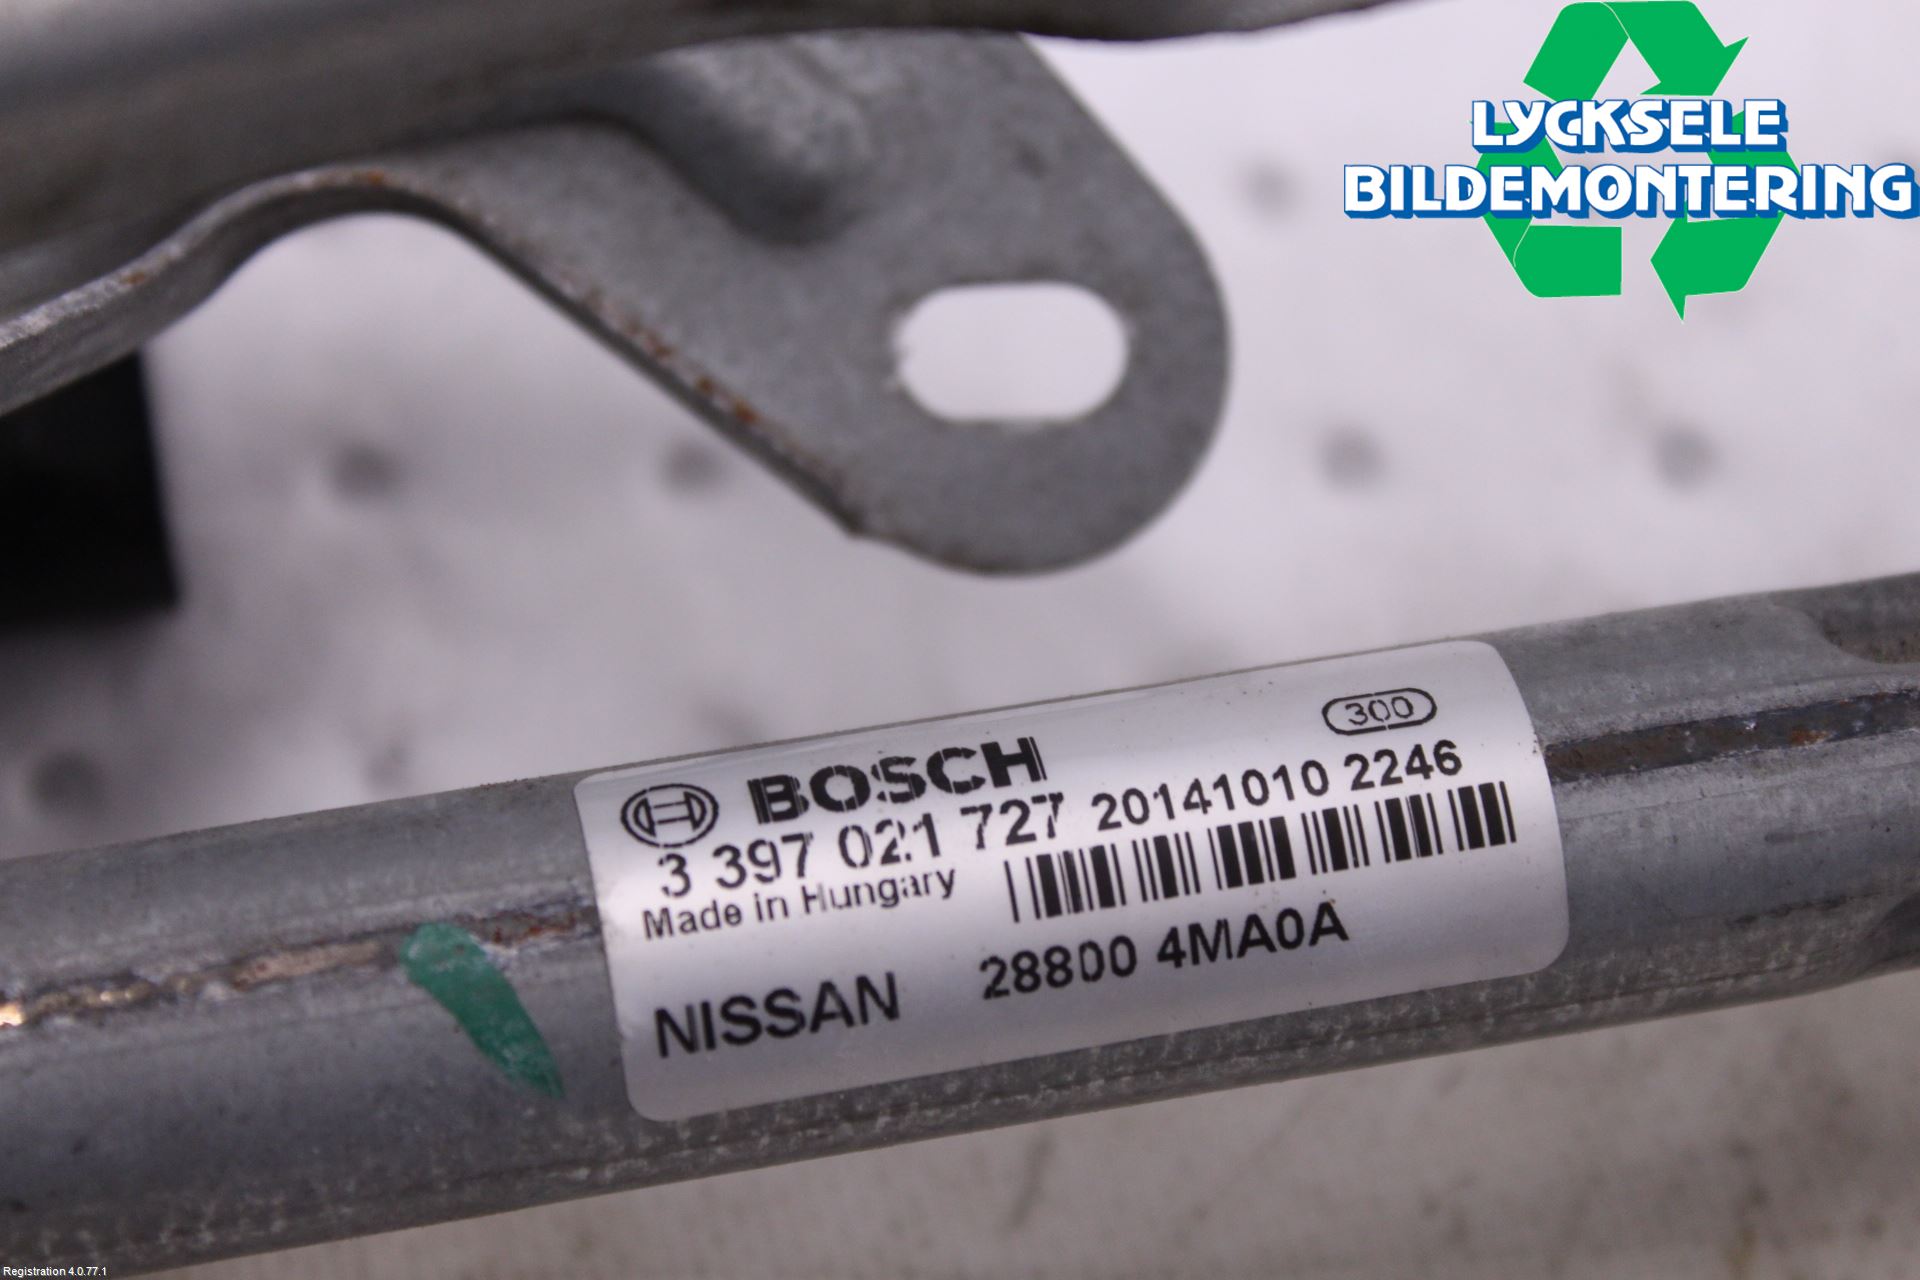 LYCKSELE
BILDEMONTERING
300
BOSCH
3 397 021 727 20141010 2246
Made in Hungary
NISSAN 28800 4MA0A
Registration 4.0.77.1